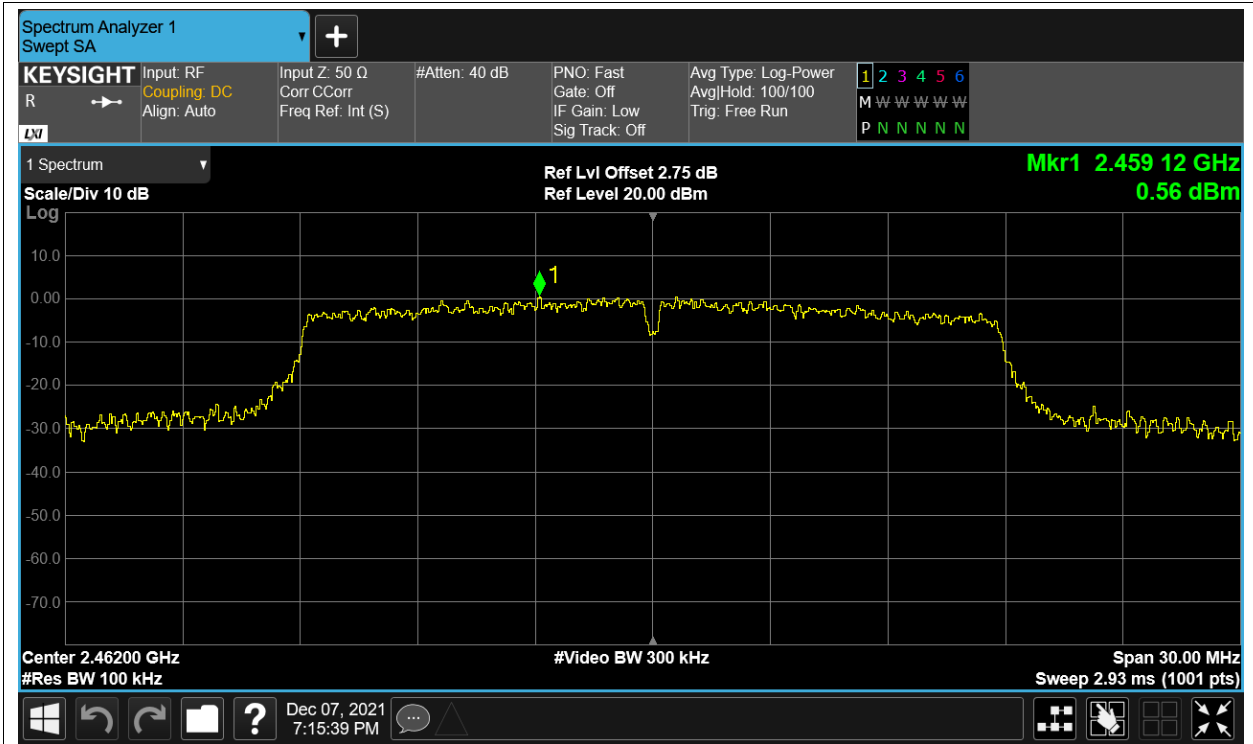 Spectrum Analyzer 1
Swept SA
+
KEYSIGHT
R
LXI
Input: RF
Coupling: DC
Align: Auto
Input Z: 50 Ω
Corr CCorr
Freq Ref: Int (S)
#Atten: 40 dB
PNO: Fast
Gate: Off
IF Gain: Low
Sig Track: Off
Avg Type: Log-Power
Avg|Hold: 100/100
Trig: Free Run
1 2 3 4 5 6
M W W W W W
P N N N N N
1 Spectrum
Scale/Div 10 dB
Log
Ref Lvl Offset 2.75 dB
Ref Level 20.00 dBm
Mkr1 2.459 12 GHz
0.56 dBm
10.0
0.00
-10.0
-20.0
-30.0
-40.0
-50.0
-60.0
-70.0
1
Center 2.46200 GHz
#Res BW 100 kHz
#Video BW 300 kHz
Span 30.00 MHz
Sweep 2.93 ms (1001 pts)
?
Dec 07, 2021
7:15:39 PM